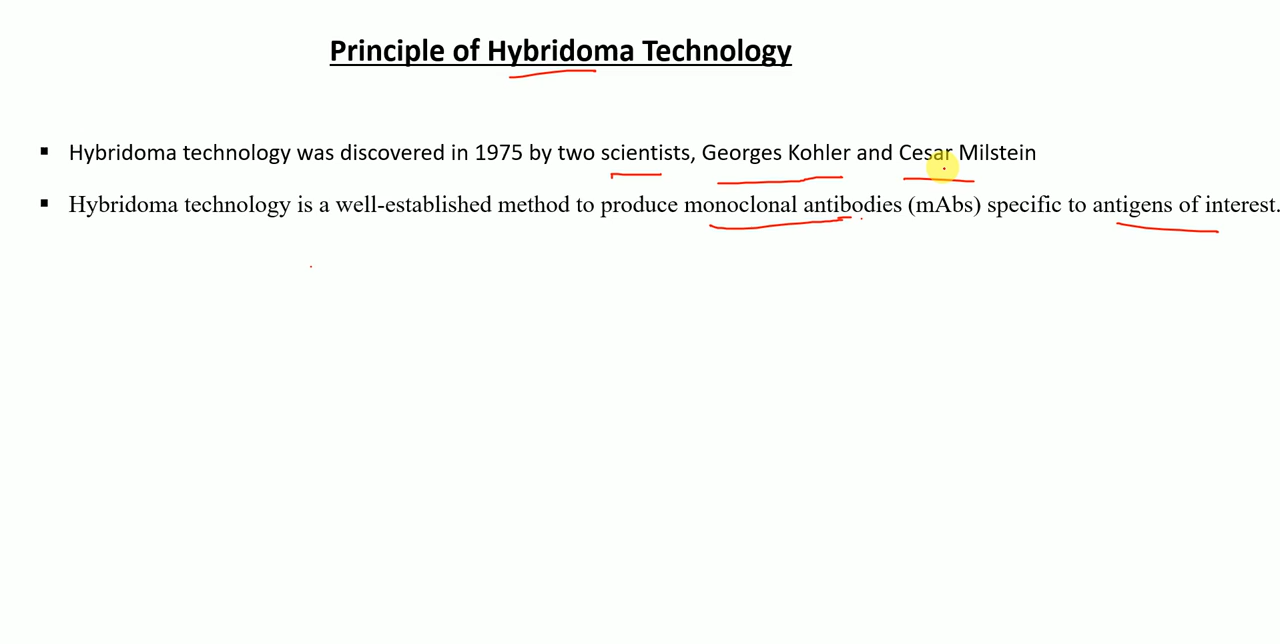 Principle of Hybridoma Technology
▪ Hybridoma technology was discovered in 1975 by two scientists, Georges Kohler and Cesar Milstein
▪ Hybridoma technology is a well-established method to produce monoclonal antibodies (mAbs) specific to antigens of interest.